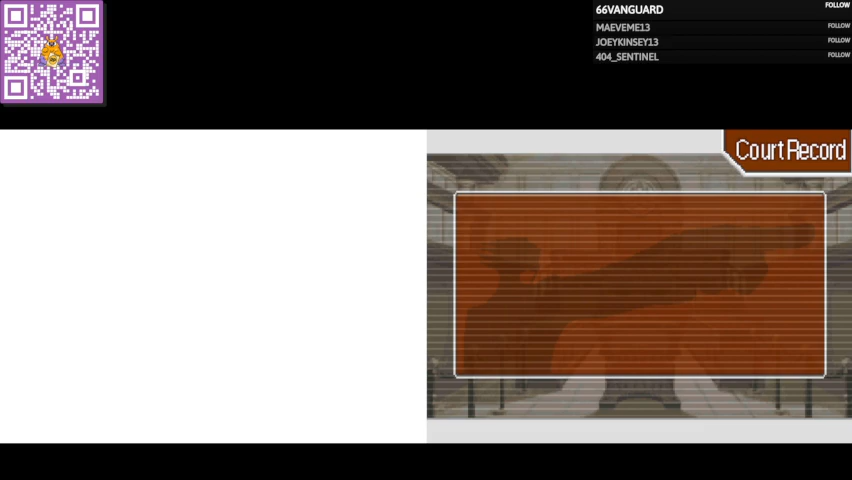 66VANGUARD FOLLOW
MAEVEME13 FOLLOW
JOEYKINSEY13 FOLLOW
404_SENTINEL FOLLOW
Court Record